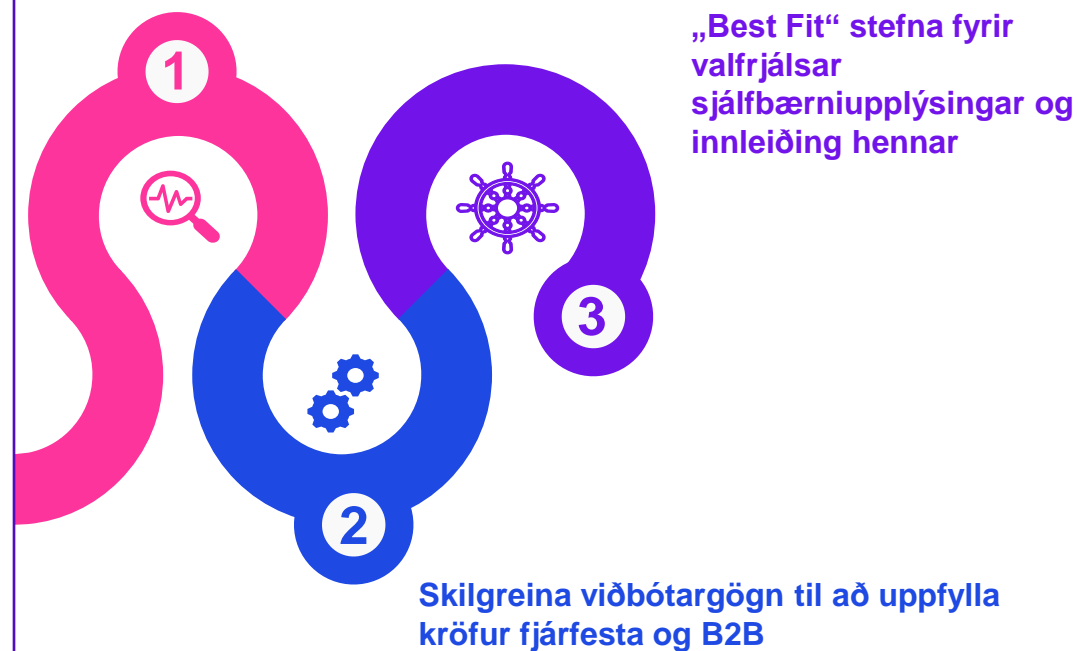 1
„Best Fit“ stefna fyrir
valfrjálsar
sjálfbærniupplýsingar og
innleiðing hennar
3
2
Skilgreina viðbótargögn til að uppfylla
kröfur fjárfesta og B2B